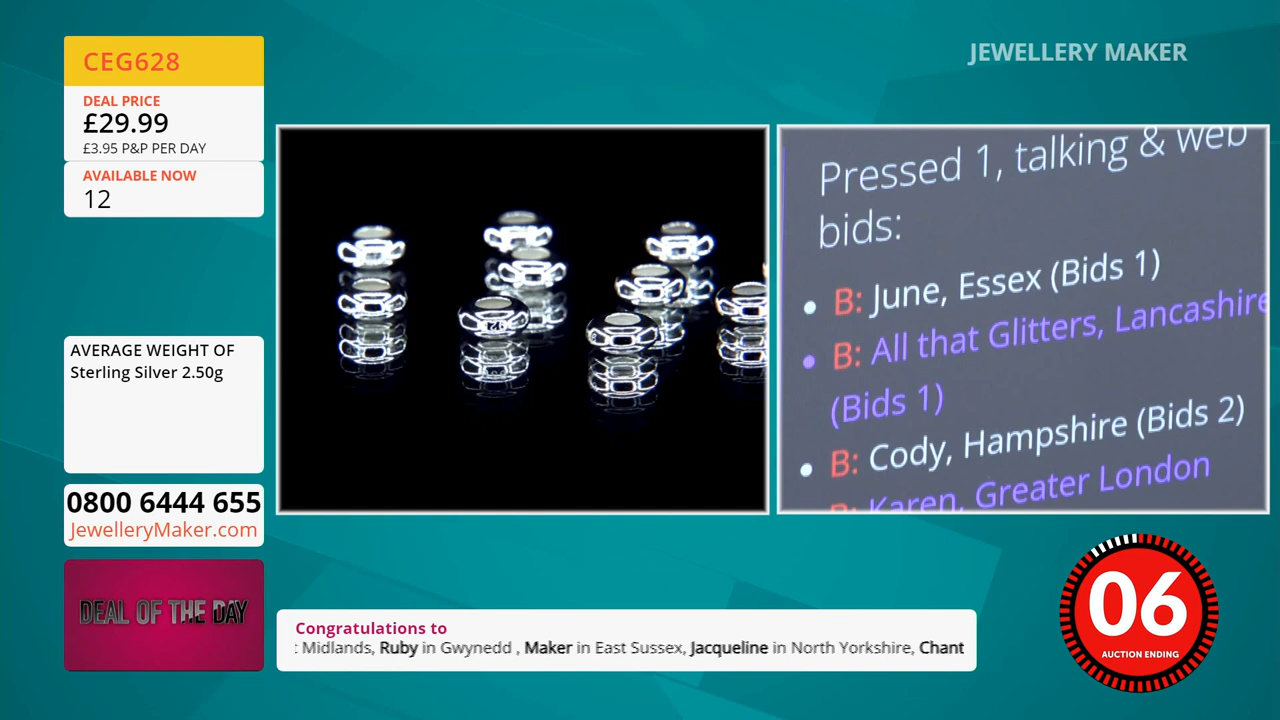 CEG628
DEAL PRICE
£29.99
£3.95 P&P PER DAY
AVAILABLE NOW
12
AVERAGE WEIGHT OF
Sterling Silver 2.50g
0800 6444 655
JewelleryMaker.com
DEAL OF THE DAY
JEWELLERY MAKER
Pressed 1, talking & web
bids:
• B: June, Essex (Bids 1)
• B: All that Glitters, Lancashire
(Bids 1)
• B: Cody, Hampshire (Bids 2)
B: Karen, Greater London
06
AUCTION ENDING
Congratulations to
Midlands, Ruby in Gwynedd , Maker in East Sussex, Jacqueline in North Yorkshire, Chant